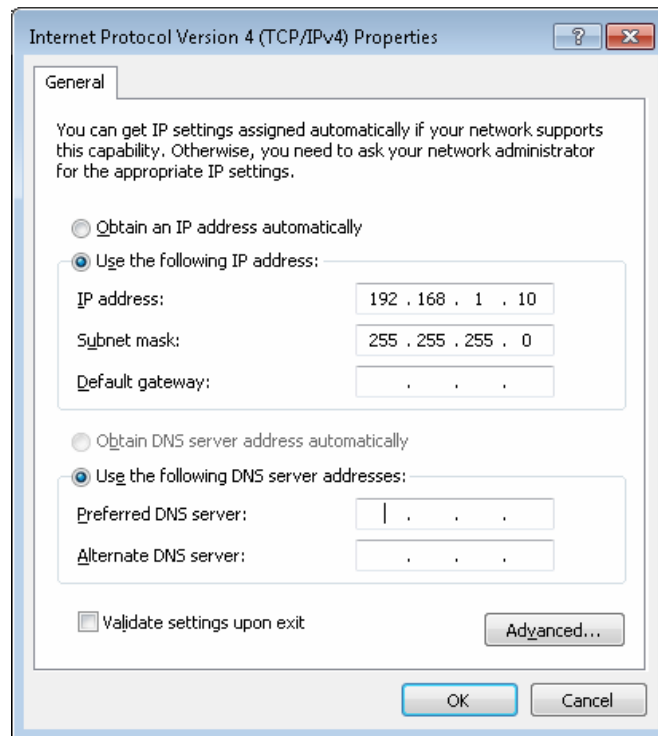 Internet Protocol Version 4 (TCP/IPv4) Properties
General
You can get IP settings assigned automatically if your network supports
this capability. Otherwise, you need to ask your network administrator
for the appropriate IP settings.
Obtain an IP address automatically
Use the following IP address:
IP address: 192 . 168 . 1 . 10
Subnet mask: 255 . 255 . 255 . 0
Default gateway: . . .
Obtain DNS server address automatically
Use the following DNS server addresses:
Preferred DNS server: . . .
Alternate DNS server: . . .
Validate settings upon exit
Advanced...
OK Cancel